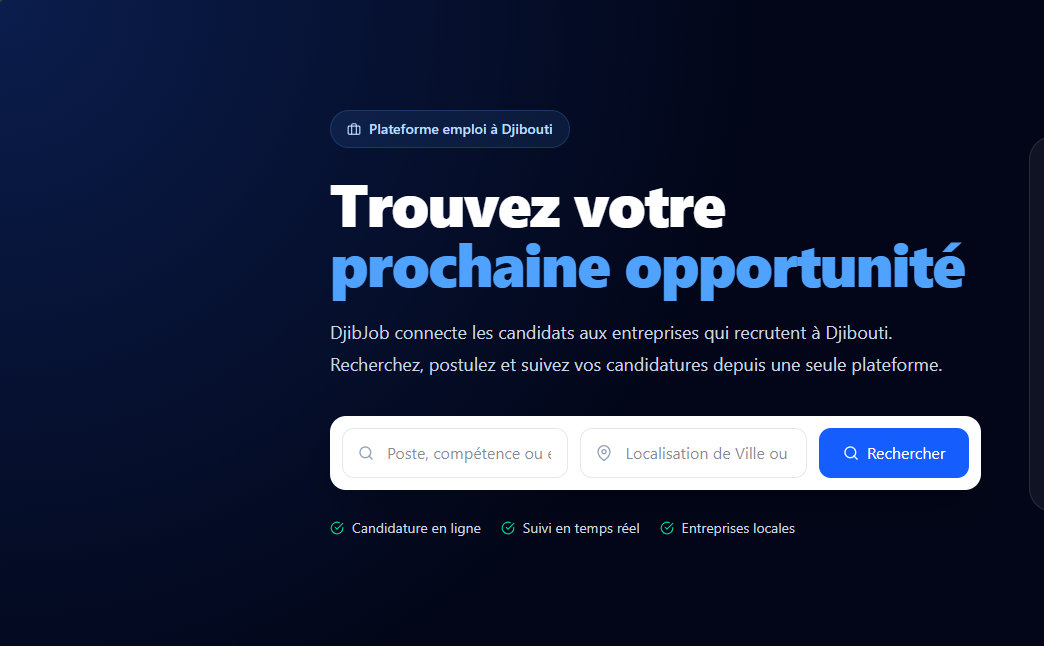 Plateforme emploi à Djibouti
Trouvez votre
prochaine opportunité
DjibJob connecte les candidats aux entreprises qui recrutent à Djibouti.
Recherchez, postulez et suivez vos candidatures depuis une seule plateforme.
Poste, compétence ou
Localisation de Ville ou
Rechercher
Candidature en ligne
Suivi en temps réel
Entreprises locales